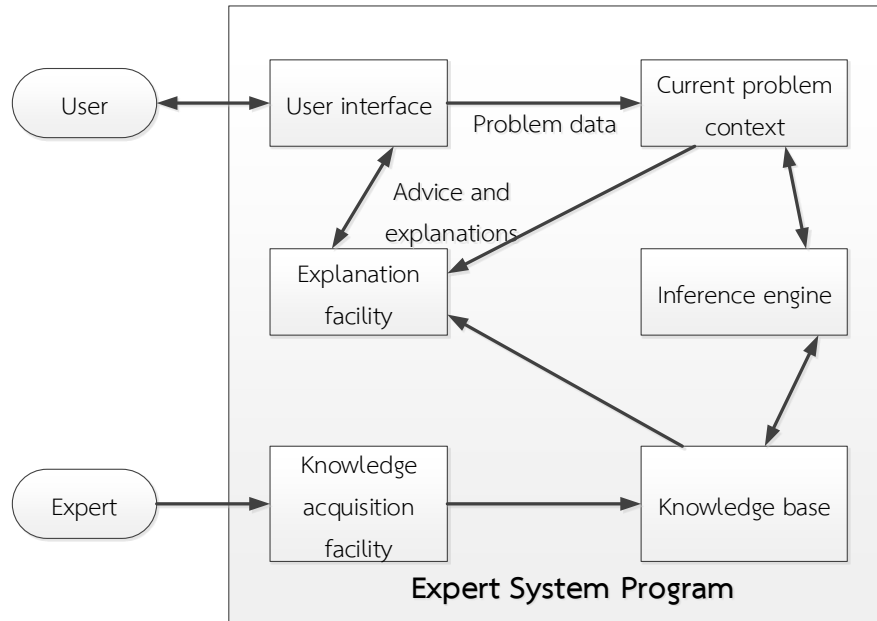 User
User interface
Problem data
Current problem
context
Advice and
explanations
Explanation
facility
Inference engine
Expert
Knowledge
acquisition
facility
Knowledge base
Expert System Program